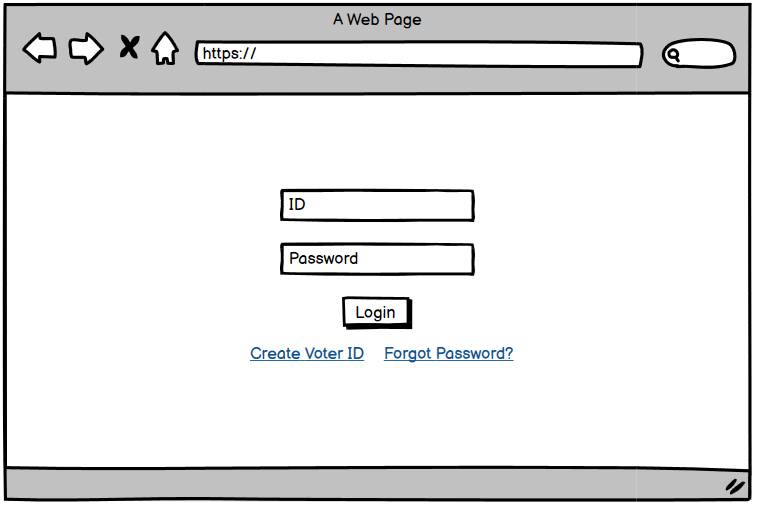 A Web Page
https://
ID
Password
Login
Create Voter ID Forgot Password?